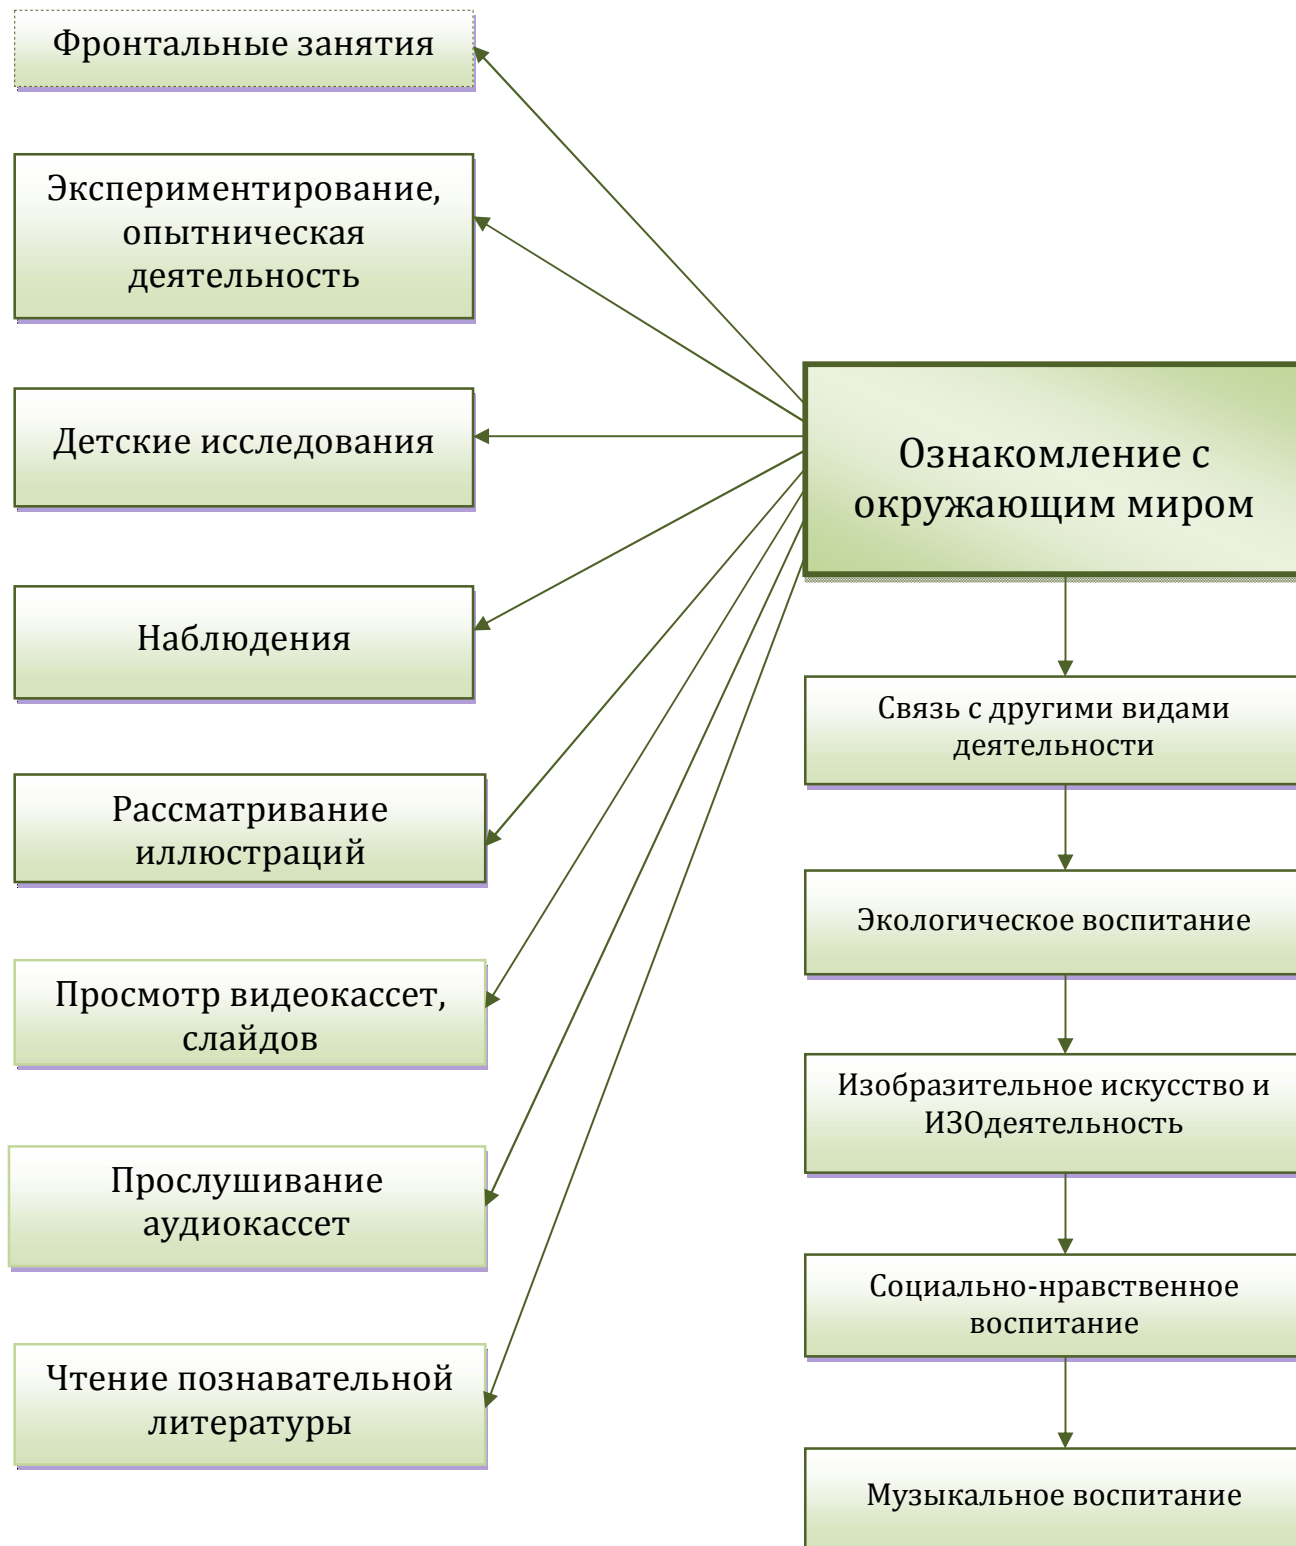 Фронтальные занятия
Экспериментирование,
опытническая
деятельность
Детские исследования
Наблюдения
Рассматривание
иллюстраций
Просмотр видеокассет,
слайдов
Прослушивание
аудиокассет
Чтение познавательной
литературы
Ознакомление с
окружающим миром
Связь с другими видами
деятельности
Экологическое воспитание
Изобразительное искусство и
ИЗОдеятельность
Социально-нравственное
воспитание
Музыкальное воспитание